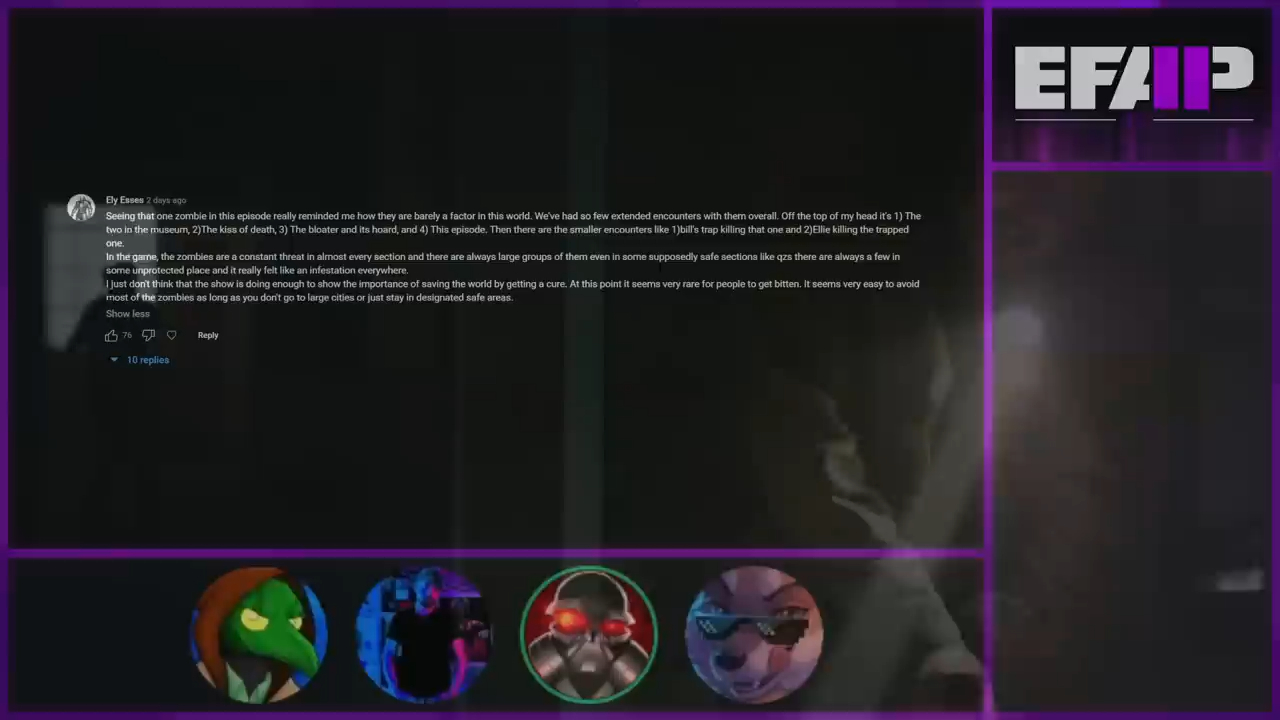 EFAP
Ely Esses 2 days ago
Seeing that one zombie in this episode really reminded me how they are barely a factor in this world. We've had so few extended encounters with them overall. Off the top of my head it's 1) The
two in the museum, 2)The kiss of death, 3) The bloater and its hoard, and 4) This episode. Then there are the smaller encounters like 1)bill's trap killing that one and 2)Ellie killing the trapped
one.
In the game, the zombies are a constant threat in almost every section and there are always large groups of them even in some supposedly safe sections like qzs there are always a few in
some unprotected place and it really felt like an infestation everywhere.
I just don't think that the show is doing enough to show the importance of saving the world by getting a cure. At this point it seems very rare for people to get bitten. It seems very easy to avoid
most of the zombies as long as you don't go to large cities or just stay in designated safe areas.
Show less
76 Reply
10 replies